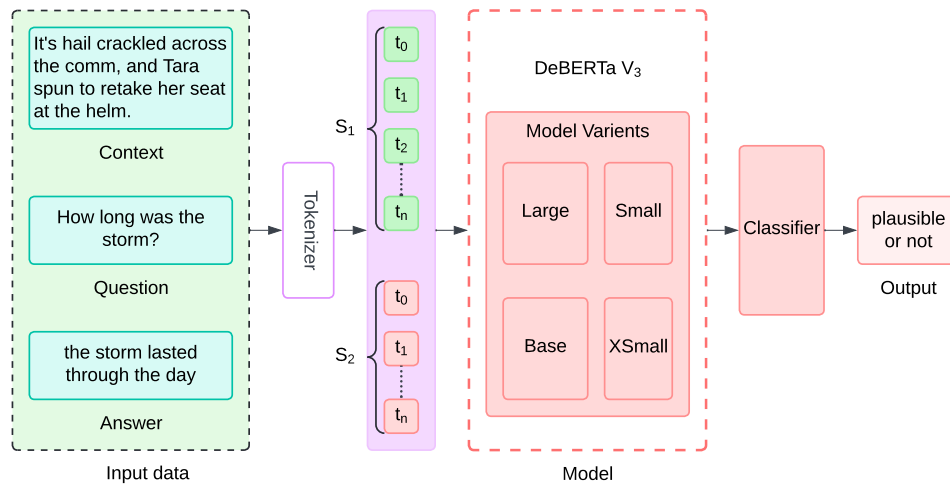 It's hail crackled across
the comm, and Tara
spun to retake her seat
at the helm.
Context
How long was the
storm?
Question
the storm lasted
through the day
Answer
Input data
Tokenizer
S1
t0
t1
t2
tn
S2
t0
t1
tn
DeBERTa V3
Model Varients
Large
Small
Base
XSmall
Model
Classifier
plausible
or not
Output